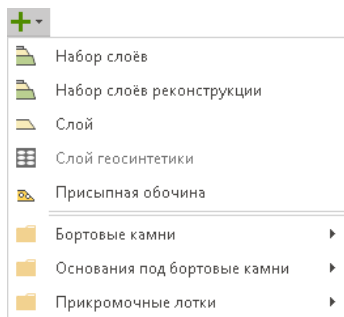 Набор слоёв
Набор слоёв реконструкции
Слой
Слой геосинтетики
Присыпная обочина
Бортовые камни
Основания под бортовые камни
Прикромочные лотки